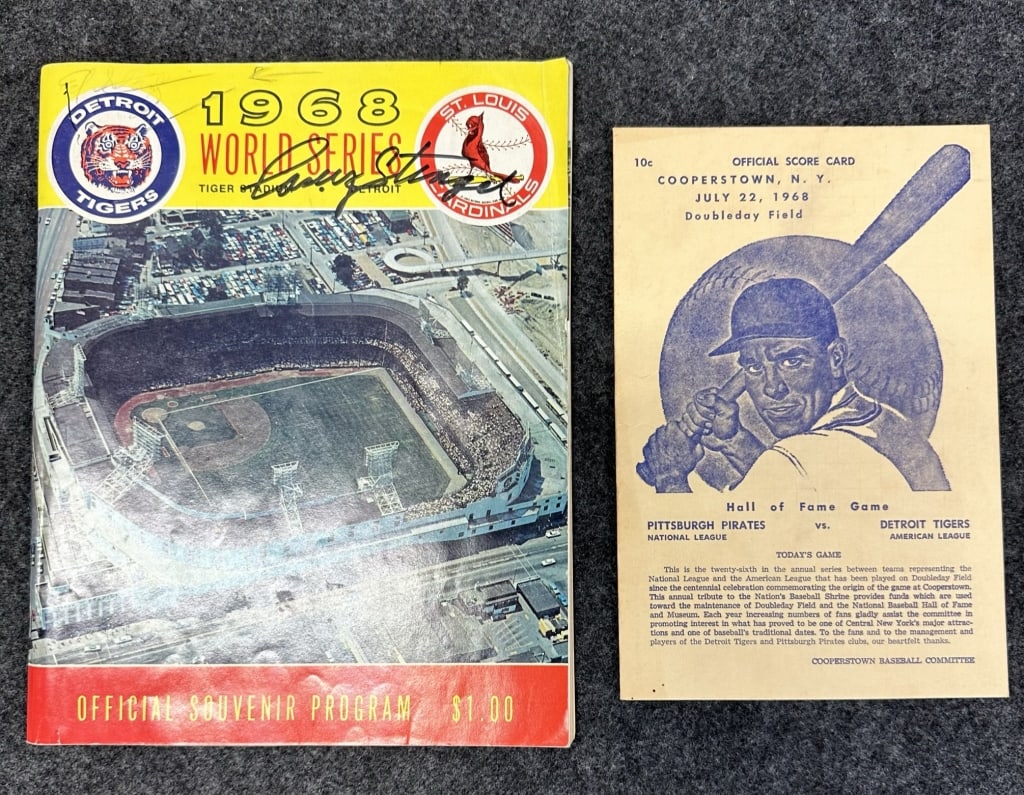 DETROIT
TIGERS
1968
WORLD SERIES
TIGER STADIUM DETROIT
Casey Stengel
ST. LOUIS
CARDINALS
OFFICIAL SOUVENIR PROGRAM $1.00
10c OFFICIAL SCORE CARD
COOPERSTOWN, N. Y.
JULY 22, 1968
Doubleday Field
Hall of Fame Game
PITTSBURGH PIRATES vs. DETROIT TIGERS
NATIONAL LEAGUE AMERICAN LEAGUE
TODAY'S GAME
This is the twenty-sixth in the annual series between teams representing the
National League and the American League that has been played on Doubleday Field
since the centennial celebration commemorating the origin of the game at Cooperstown.
This annual tribute to the Nation's Baseball Shrine provides funds which are used
toward the maintenance of Doubleday Field and the National Baseball Hall of Fame
and Museum. Each year increasing numbers of fans gladly assist the committee in
promoting interest in what has proved to be one of Central New York's major attrac-
tions and one of baseball's traditional dates. To the fans and to the management and
players of the Detroit Tigers and Pittsburgh Pirates clubs, our heartfelt thanks.
COOPERSTOWN BASEBALL COMMITTEE